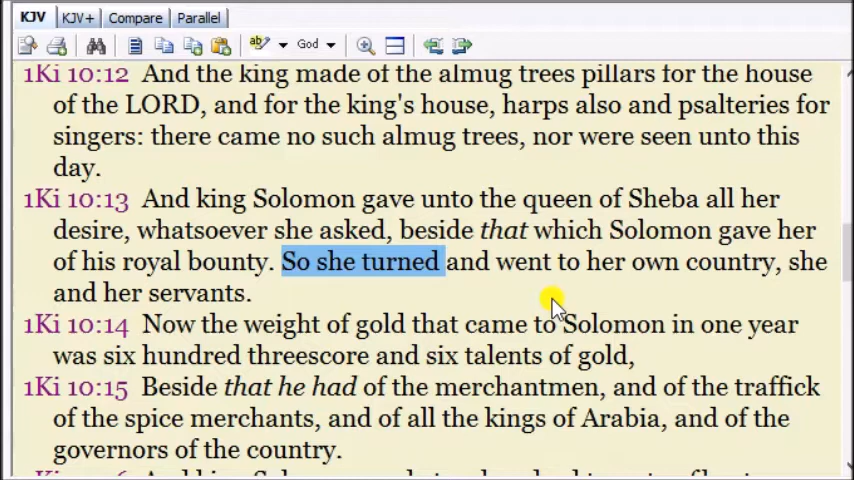 KJV KJV+ Compare Parallel
God
1Ki 10:12 And the king made of the almug trees pillars for the house
of the LORD, and for the king's house, harps also and psalteries for
singers: there came no such almug trees, nor were seen unto this
day.
1Ki 10:13 And king Solomon gave unto the queen of Sheba all her
desire, whatsoever she asked, beside that which Solomon gave her
of his royal bounty. So she turned and went to her own country, she
and her servants.
1Ki 10:14 Now the weight of gold that came to Solomon in one year
was six hundred threescore and six talents of gold,
1Ki 10:15 Beside that he had of the merchantmen, and of the traffick
of the spice merchants, and of all the kings of Arabia, and of the
governors of the country.